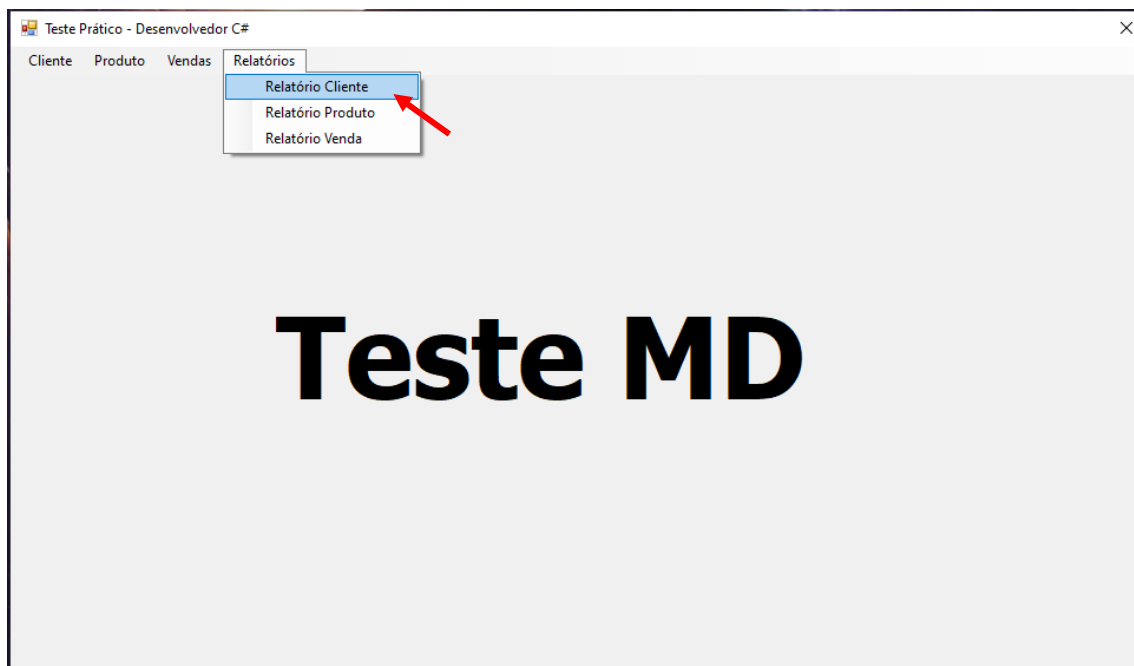 Teste Prático - Desenvolvedor C#
Cliente Produto Vendas Relatórios
Relatório Cliente
Relatório Produto
Relatório Venda
Teste MD